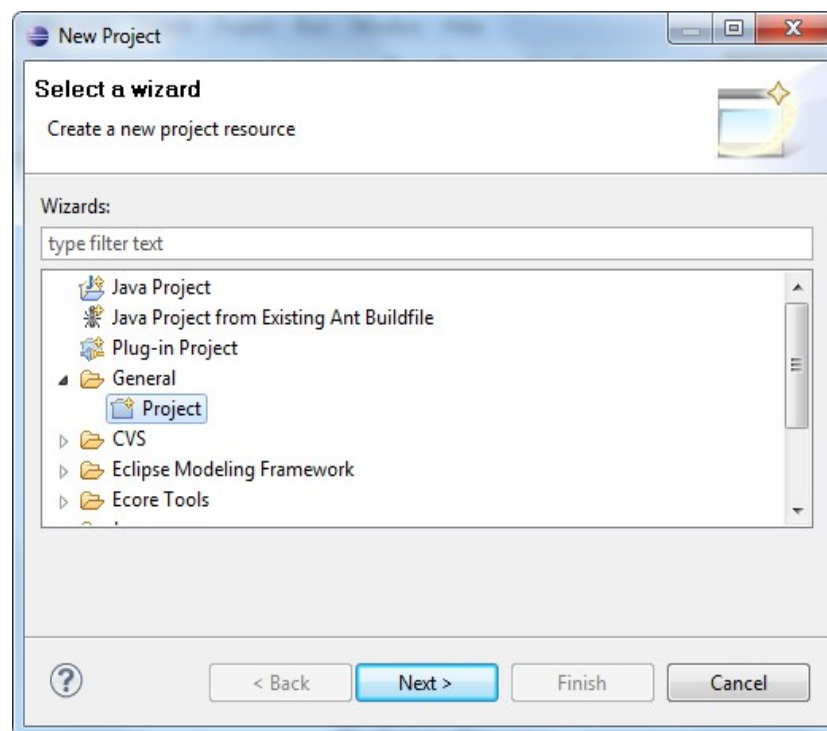 New Project
Select a wizard
Create a new project resource
Wizards:
type filter text
Java Project
Java Project from Existing Ant Buildfile
Plug-in Project
General
Project
CVS
Eclipse Modeling Framework
Ecore Tools
? < Back Next > Finish Cancel